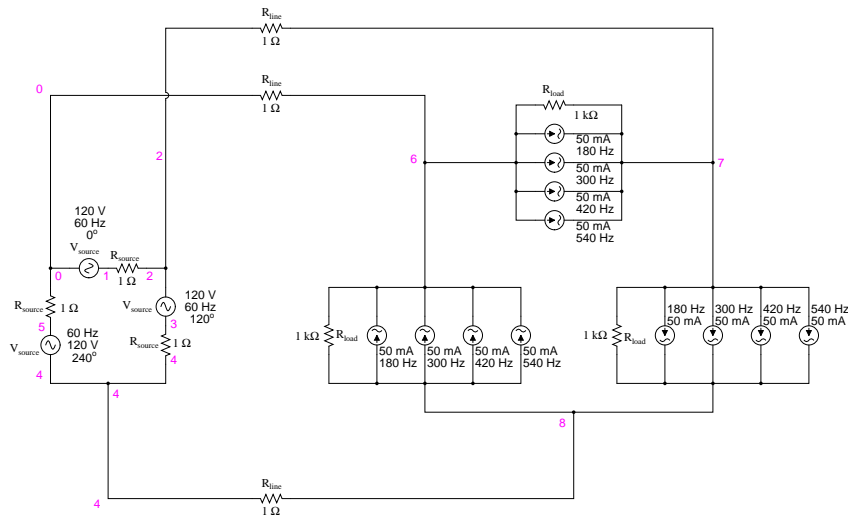 R_line
1 Ω
0
R_line
1 Ω
R_load
1 kΩ
50 mA
180 Hz
50 mA
300 Hz
50 mA
420 Hz
50 mA
540 Hz
2
6
7
120 V
60 Hz
0°
V_source
R_source
0
1
2
1 Ω
R_source
1 Ω
5
60 Hz
120 V
240°
V_source
4
V_source
120 V
60 Hz
120°
3
R_source
1 Ω
4
4
1 kΩ
R_load
50 mA
180 Hz
50 mA
300 Hz
50 mA
420 Hz
50 mA
540 Hz
1 kΩ
R_load
180 Hz
50 mA
300 Hz
50 mA
420 Hz
50 mA
540 Hz
50 mA
8
4
R_line
1 Ω